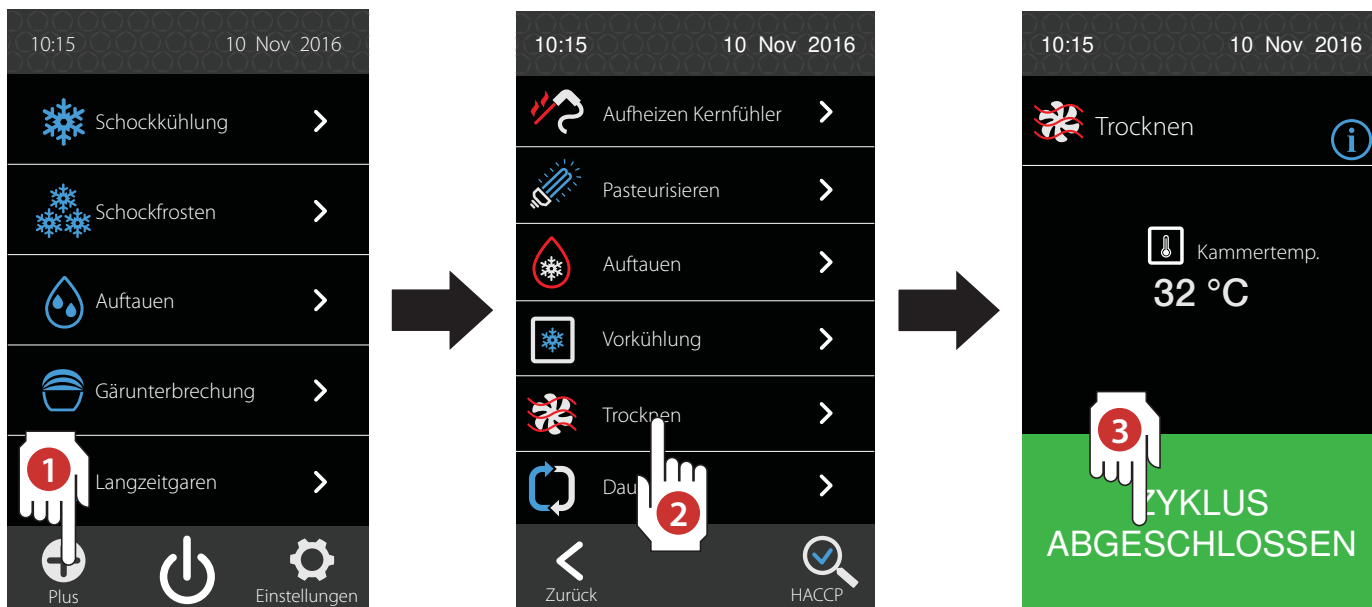 10:15 10 Nov 2016
Schockkühlung
Schockfrosten
Auftauen
Gärunterbrechung
Langzeitgaren
1
Plus
Einstellungen
10:15 10 Nov 2016
Aufheizen Kernfühler
Pasteurisieren
Auftauen
Vorkühlung
Trocknen
2
Zurück
HACCP
10:15 10 Nov 2016
Trocknen
i
Kammertemp.
32 °C
3
ZYKLUS
ABGESCHLOSSEN